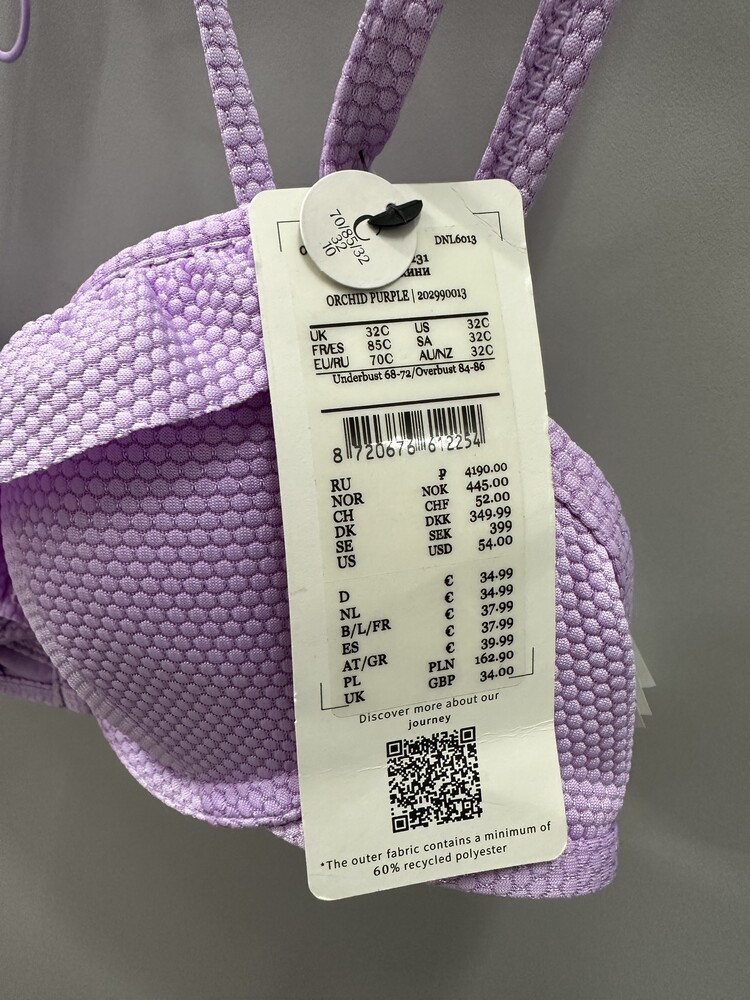 70/85/32
32
10
DNL6013
ORCHID PURPLE | 202990013
UK 32C US 32C
FR/ES 85C SA 32C
EU/RU 70C AU/NZ 32C
Underbust 68-72/Overbust 84-86
8 720676 612254
RU ₽ 4190.00
NOR NOK 445.00
CH CHF 52.00
DK DKK 349.99
SE SEK 399
US USD 54.00
D € 34.99
NL € 34.99
B/L/FR € 37.99
ES € 37.99
AT/GR € 39.99
PL PLN 162.90
UK GBP 34.00
Discover more about our
journey
*The outer fabric contains a minimum of
60% recycled polyester